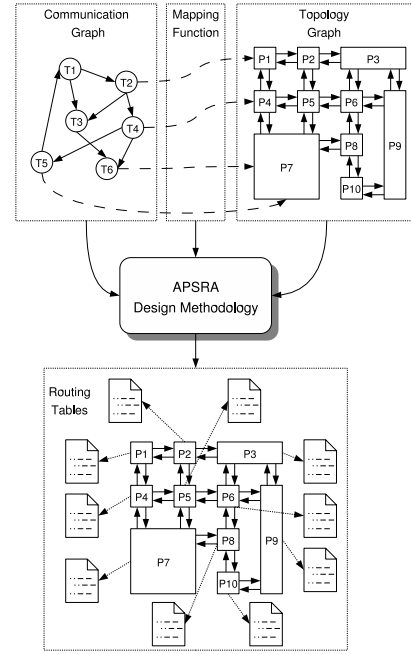 Communication
Graph
Mapping
Function
Topology
Graph
T1
T2
T3
T4
T5
T6
P1
P2
P3
P4
P5
P6
P7
P8
P9
P10
APSRA
Design Methodology
Routing
Tables
P1
P2
P3
P4
P5
P6
P7
P8
P9
P10